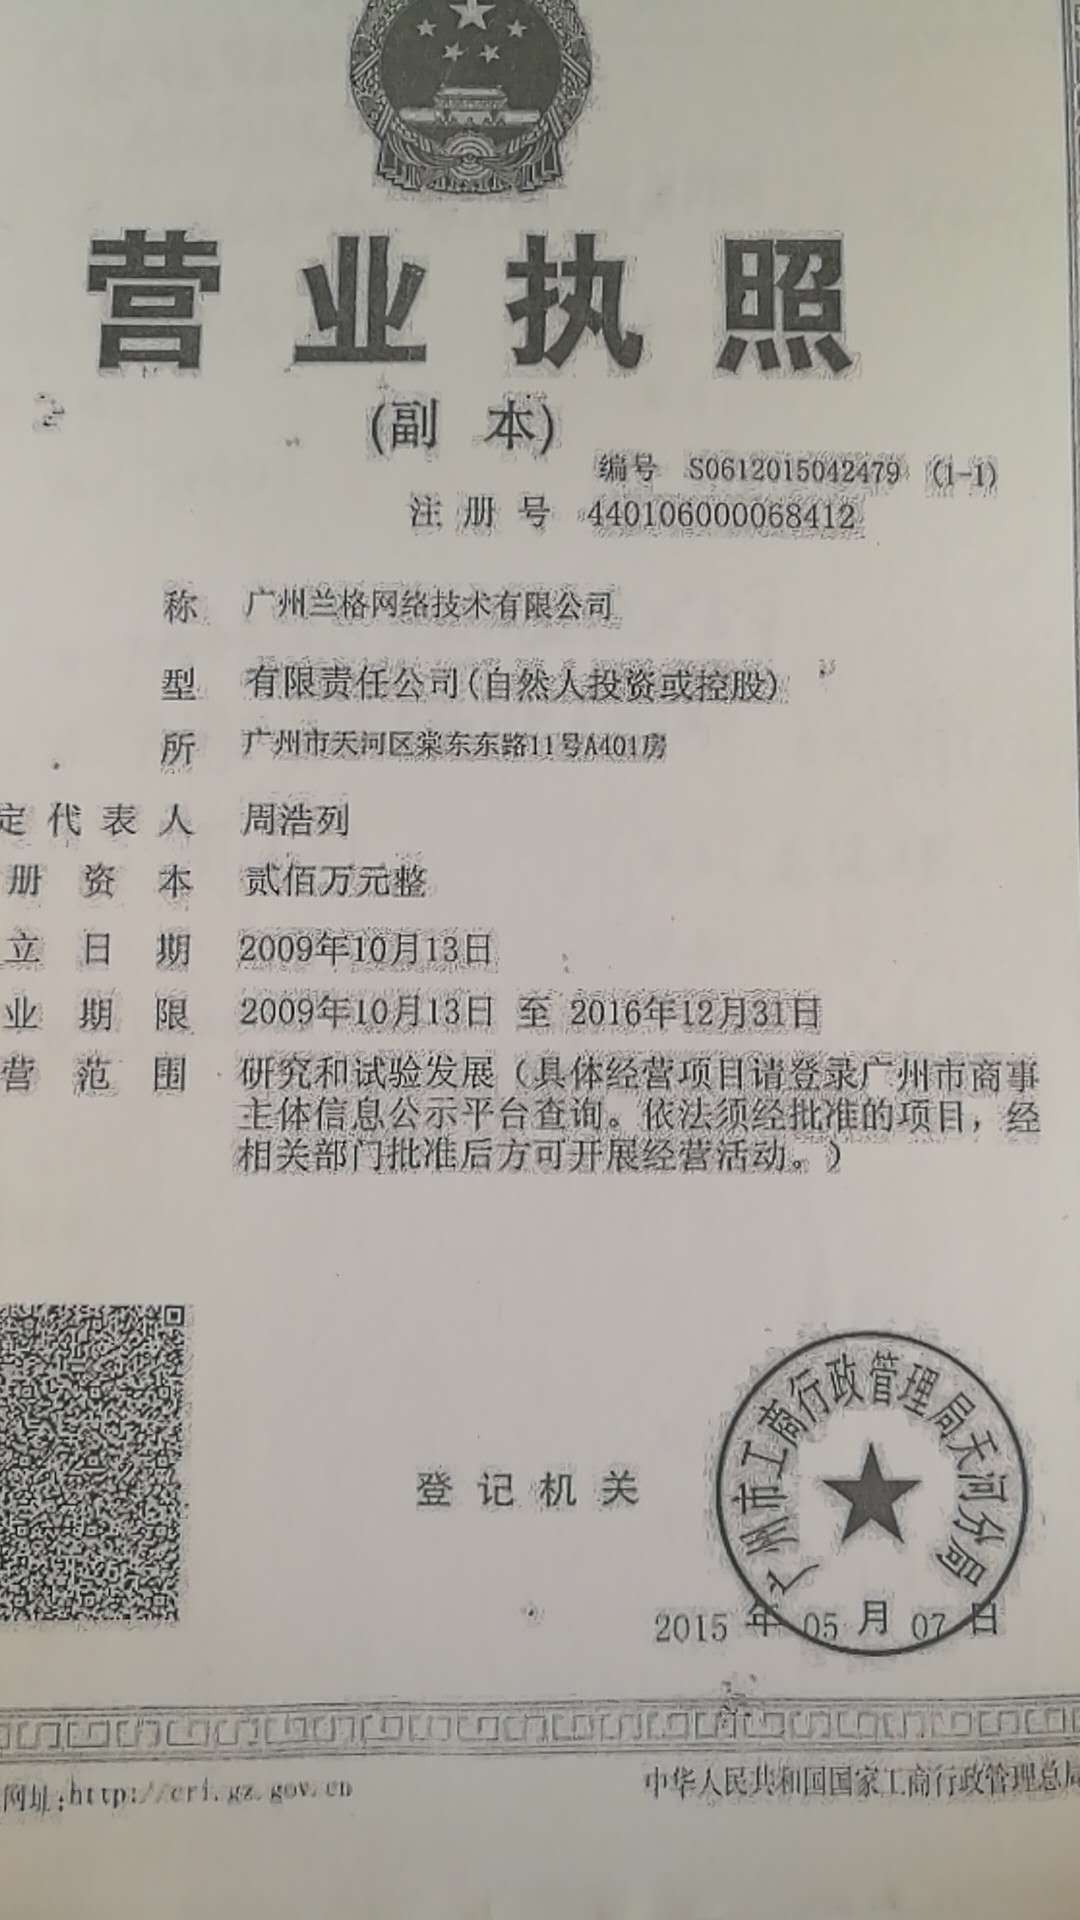 营业执照
(副 本)
编号 S0612015042479 (1-1)
注册号 440106000068412
称 广州兰格网络技术有限公司
型 有限责任公司(自然人投资或控股)
所 广州市天河区棠东东路11号A401房
定代表人 周浩列
册资本 贰佰万元整
立日期 2009年10月13日
业期限 2009年10月13日 至 2016年12月31日
营范围 研究和试验发展（具体经营项目请登录广州市商事
主体信息公示平台查询。依法须经批准的项目，经
相关部门批准后方可开展经营活动。）
广州市工商行政管理局天河分局
登记机关
2015 年 05 月 07 日
网址:http://cri.gz.gov.cn
中华人民共和国国家工商行政管理总局